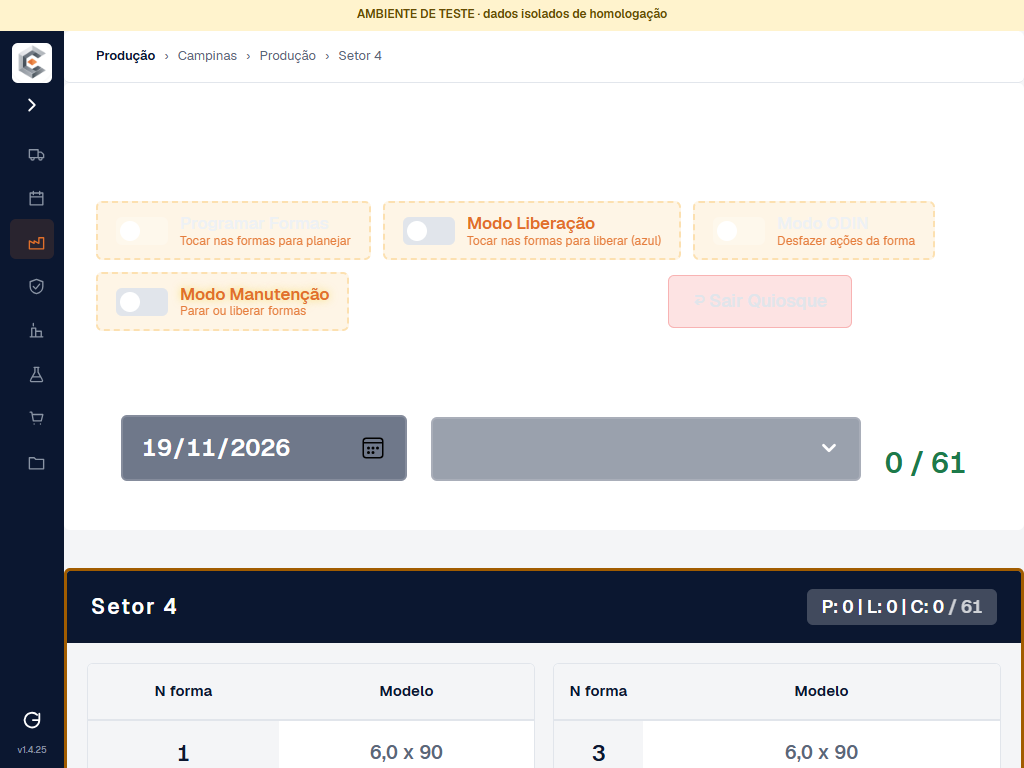 AMBIENTE DE TESTE · dados isolados de homologação
Produção › Campinas › Produção › Setor 4
Programar Formas
Tocar nas formas para planejar
Modo Liberação
Tocar nas formas para liberar (azul)
Modo ODIN
Desfazer ações da forma
Modo Manutenção
Parar ou liberar formas
Sair Quiosque
19/11/2026
0 / 61
Setor 4
P: 0 | L: 0 | C: 0 / 61
N forma Modelo N forma Modelo
1 6,0 x 90 3 6,0 x 90
v1.4.25